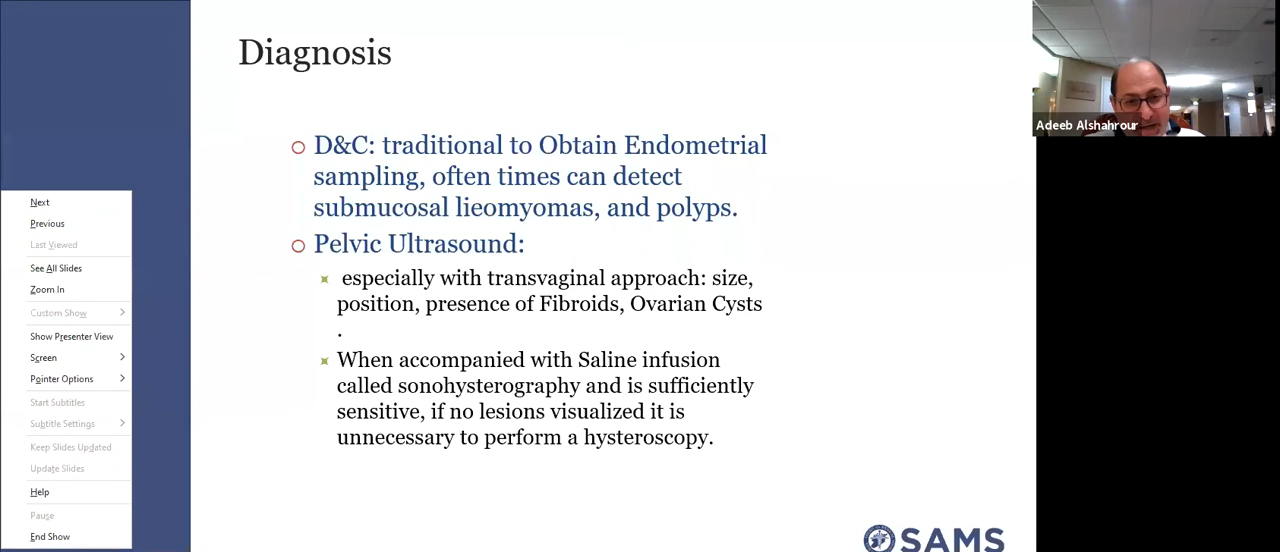 Diagnosis
D&C: traditional to Obtain Endometrial
sampling, often times can detect
submucosal lieomyomas, and polyps.
Pelvic Ultrasound:
especially with transvaginal approach: size,
position, presence of Fibroids, Ovarian Cysts
.
When accompanied with Saline infusion
called sonohysterography and is sufficiently
sensitive, if no lesions visualized it is
unnecessary to perform a hysteroscopy.
SAMS
Next
Previous
Last Viewed
See All Slides
Zoom In
Custom Show
Show Presenter View
Screen
Pointer Options
Start Subtitles
Subtitle Settings
Keep Slides Updated
Update Slides
Help
Pause
End Show
Adeeb Alshahrour